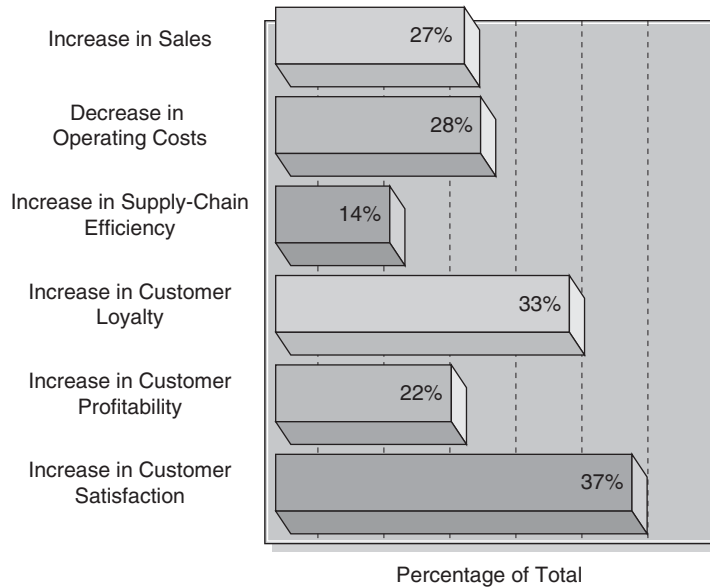 Increase in Sales
27%
Decrease in
Operating Costs
28%
Increase in Supply-Chain
Efficiency
14%
Increase in Customer
Loyalty
33%
Increase in Customer
Profitability
22%
Increase in Customer
Satisfaction
37%
Percentage of Total